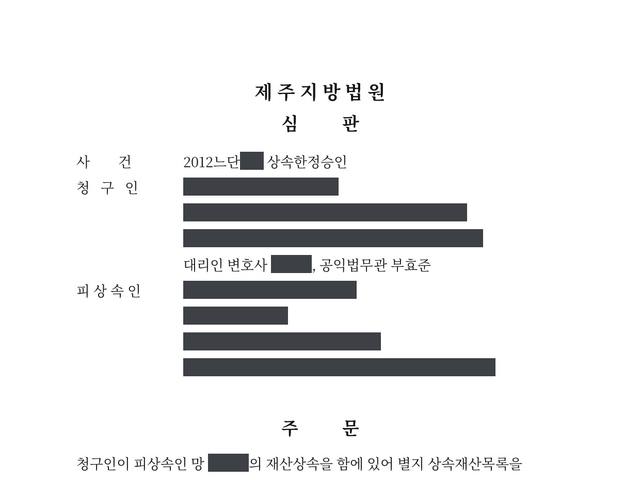 제 주 지 방 법 원
심 판
사 건 2012느단 상속한정승인
청 구 인
대리인 변호사 , 공익법무관 부효준
피 상 속 인
주 문
청구인이 피상속인 망 의 재산상속을 함에 있어 별지 상속재산목록을